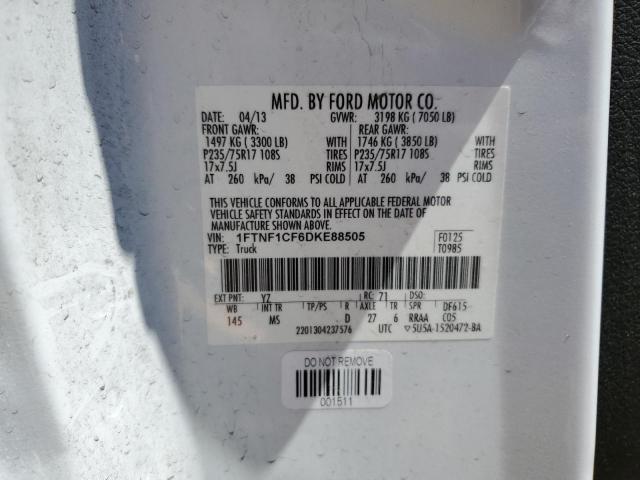 MFD. BY FORD MOTOR CO.
DATE: 04/13 GVWR: 3198 KG ( 7050 LB)
FRONT GAWR: REAR GAWR:
1497 KG ( 3300 LB) WITH 1746 KG ( 3850 LB) WITH
P235/75R17 108S TIRES P235/75R17 108S TIRES
17x7.5J RIMS 17x7.5J RIMS
AT 260 kPa/ 38 PSI COLD AT 260 kPa/ 38 PSI COLD
THIS VEHICLE CONFORMS TO ALL APPLICABLE FEDERAL MOTOR
VEHICLE SAFETY STANDARDS IN EFFECT ON THE DATE OF
MANUFACTURE SHOWN ABOVE.
VIN: 1FTNF1CF6DKE88505 F0125
TYPE: Truck T0985
EXT PNT: YZ RC: 71 DSO:
WB INT TR TP/PS R AXLE TR SPR DF615
145 MS D 27 6 RRAA C05
2201304237576 UTC ▽5U5A-1520472-BA
DO NOT REMOVE
001511